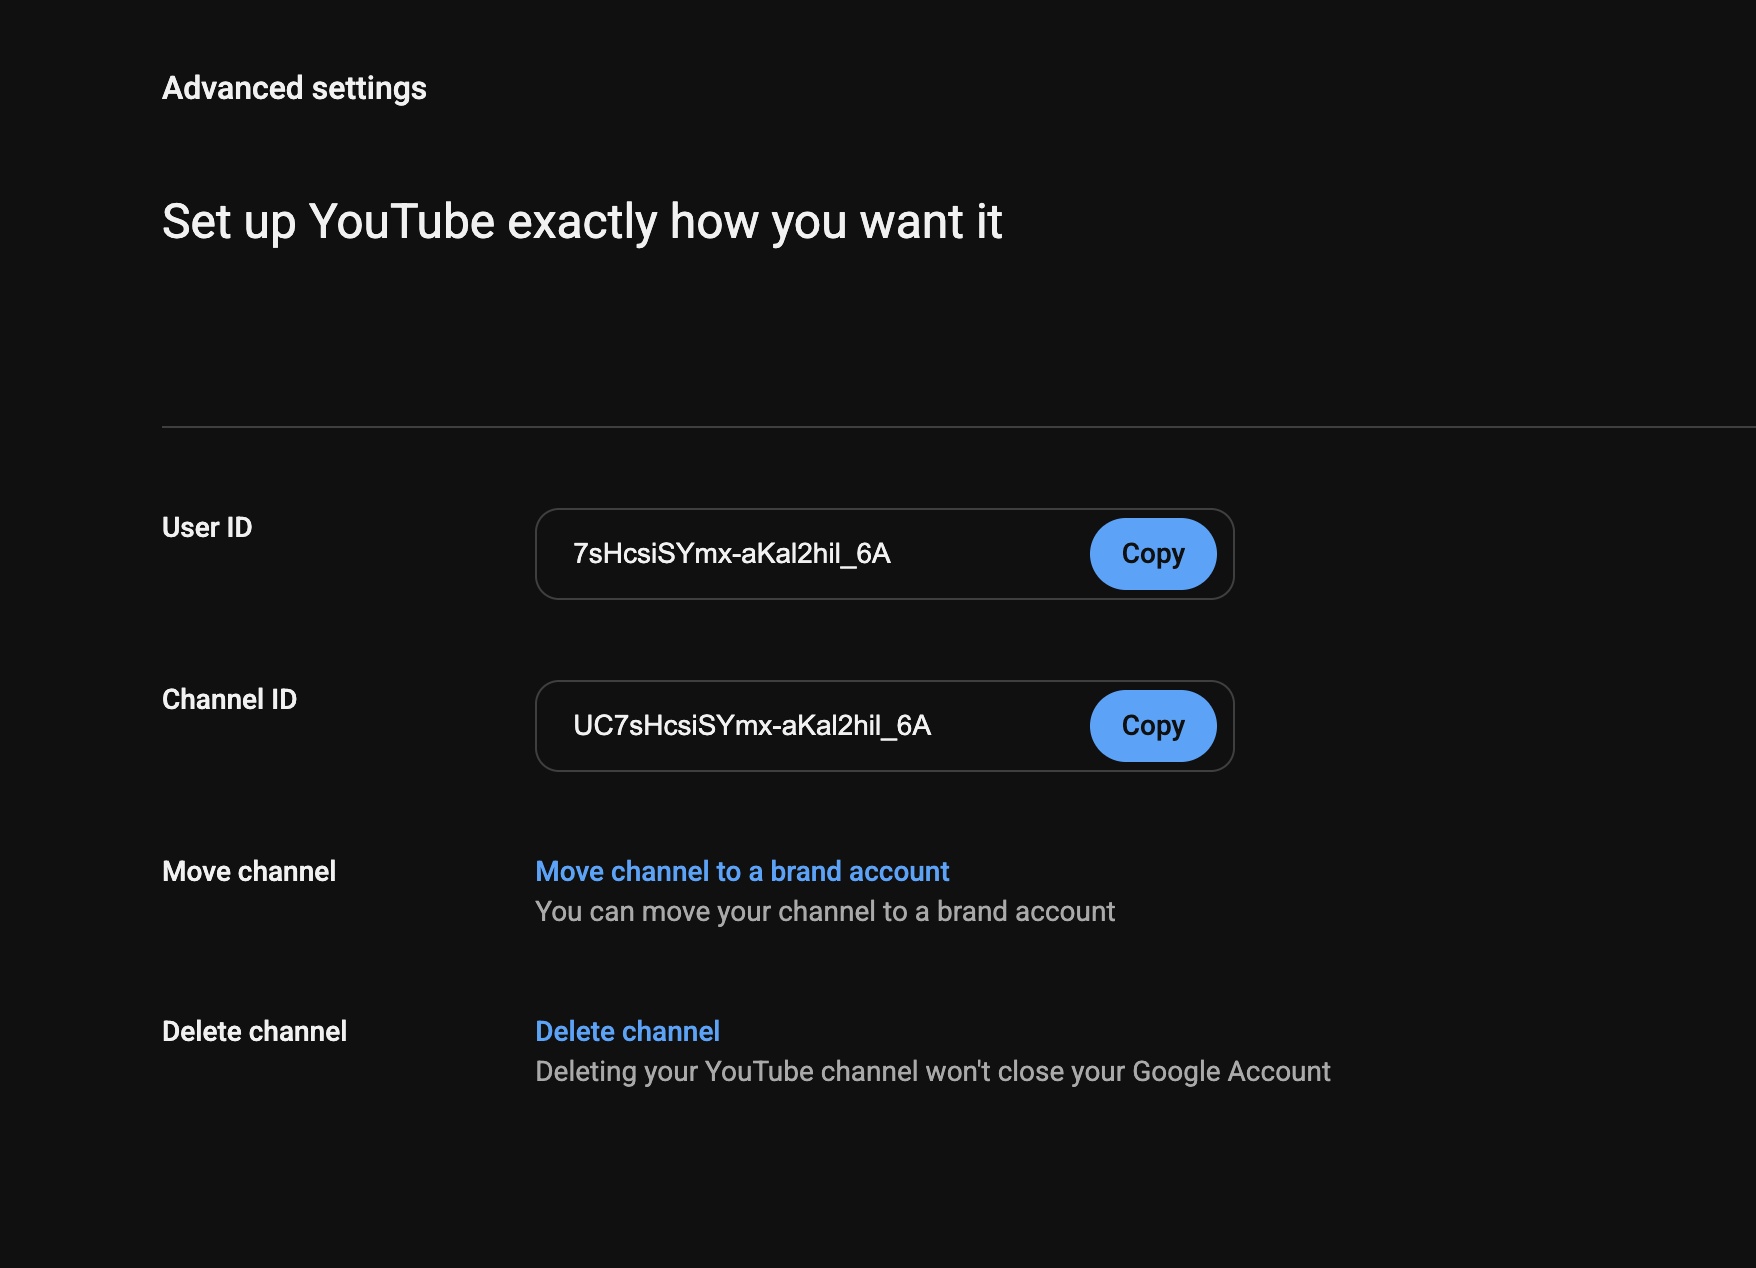 Advanced settings
Set up YouTube exactly how you want it
User ID
7sHcsiSYmx-aKal2hil_6A
Copy
Channel ID
UC7sHcsiSYmx-aKal2hil_6A
Copy
Move channel
Move channel to a brand account
You can move your channel to a brand account
Delete channel
Delete channel
Deleting your YouTube channel won't close your Google Account